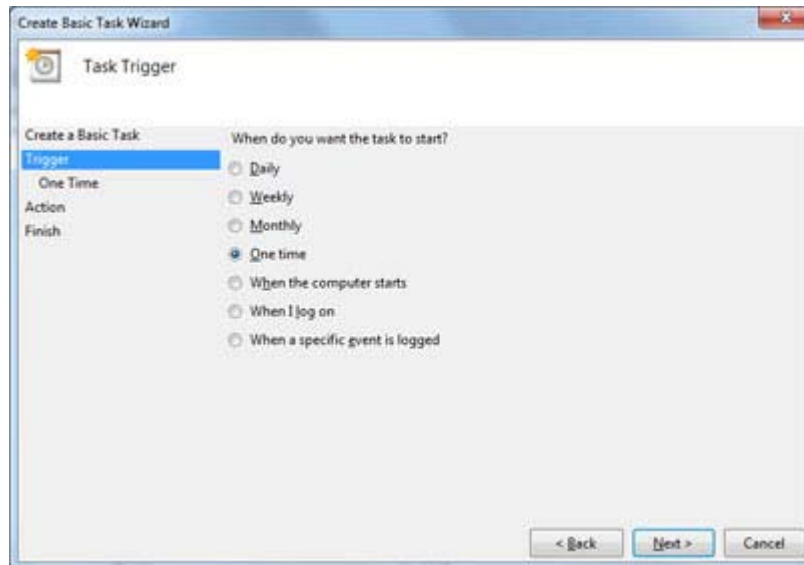 Create Basic Task Wizard
Task Trigger
Create a Basic Task
Trigger
One Time
Action
Finish
When do you want the task to start?
Daily
Weekly
Monthly
One time
When the computer starts
When I log on
When a specific event is logged
< Back
Next >
Cancel